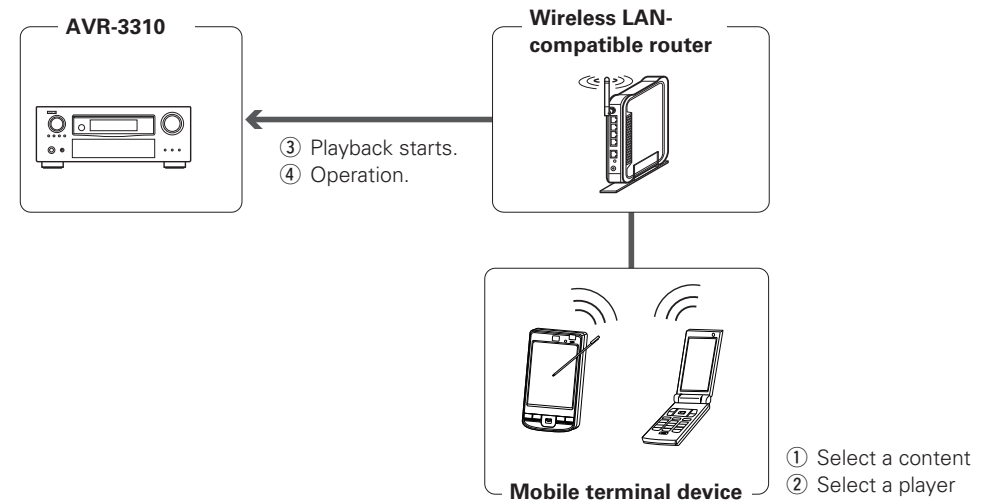 AVR-3310
Wireless LAN-
compatible router
③ Playback starts.
④ Operation.
① Select a content
② Select a player
Mobile terminal device